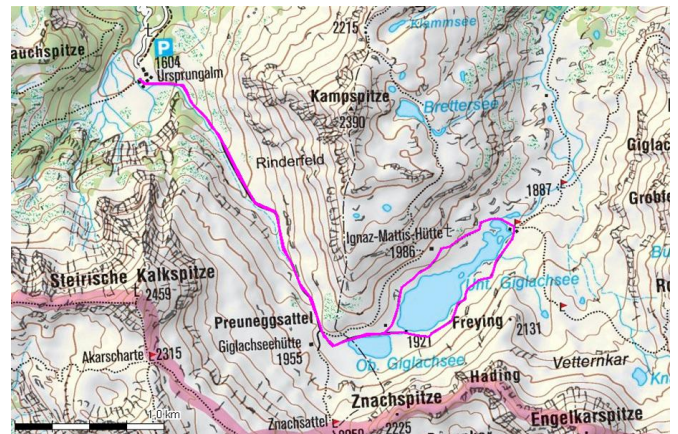 2215
Klammsee
auchspitze
P
1604
Ursprungalm
Kampspitze
2390
Brettersee
Rinderfeld
Giglac
1887
Grobfe
Ignaz-Mattis-Hütte
1986
Steirische Kalkspitze
2459
Unt. Giglachsee
Preuneggsattel
Giglachseehütte
1955
Freying
2131
1921
Akarscharte
2315
Ob. Giglachsee
Vetternkar
Häding
Znachspitze
2225
Engelkarspitze
1.0 km
Znachsattel